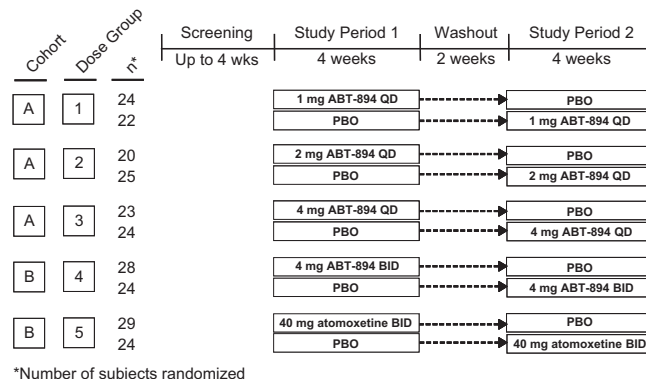 Cohort Dose Group n*
Screening Study Period 1 Washout Study Period 2
Up to 4 wks 4 weeks 2 weeks 4 weeks
A 1 24 1 mg ABT-894 QD PBO
22 PBO 1 mg ABT-894 QD
A 2 20 2 mg ABT-894 QD PBO
25 PBO 2 mg ABT-894 QD
A 3 23 4 mg ABT-894 QD PBO
24 PBO 4 mg ABT-894 QD
B 4 28 4 mg ABT-894 BID PBO
24 PBO 4 mg ABT-894 BID
B 5 29 40 mg atomoxetine BID PBO
24 PBO 40 mg atomoxetine BID
*Number of subjects randomized